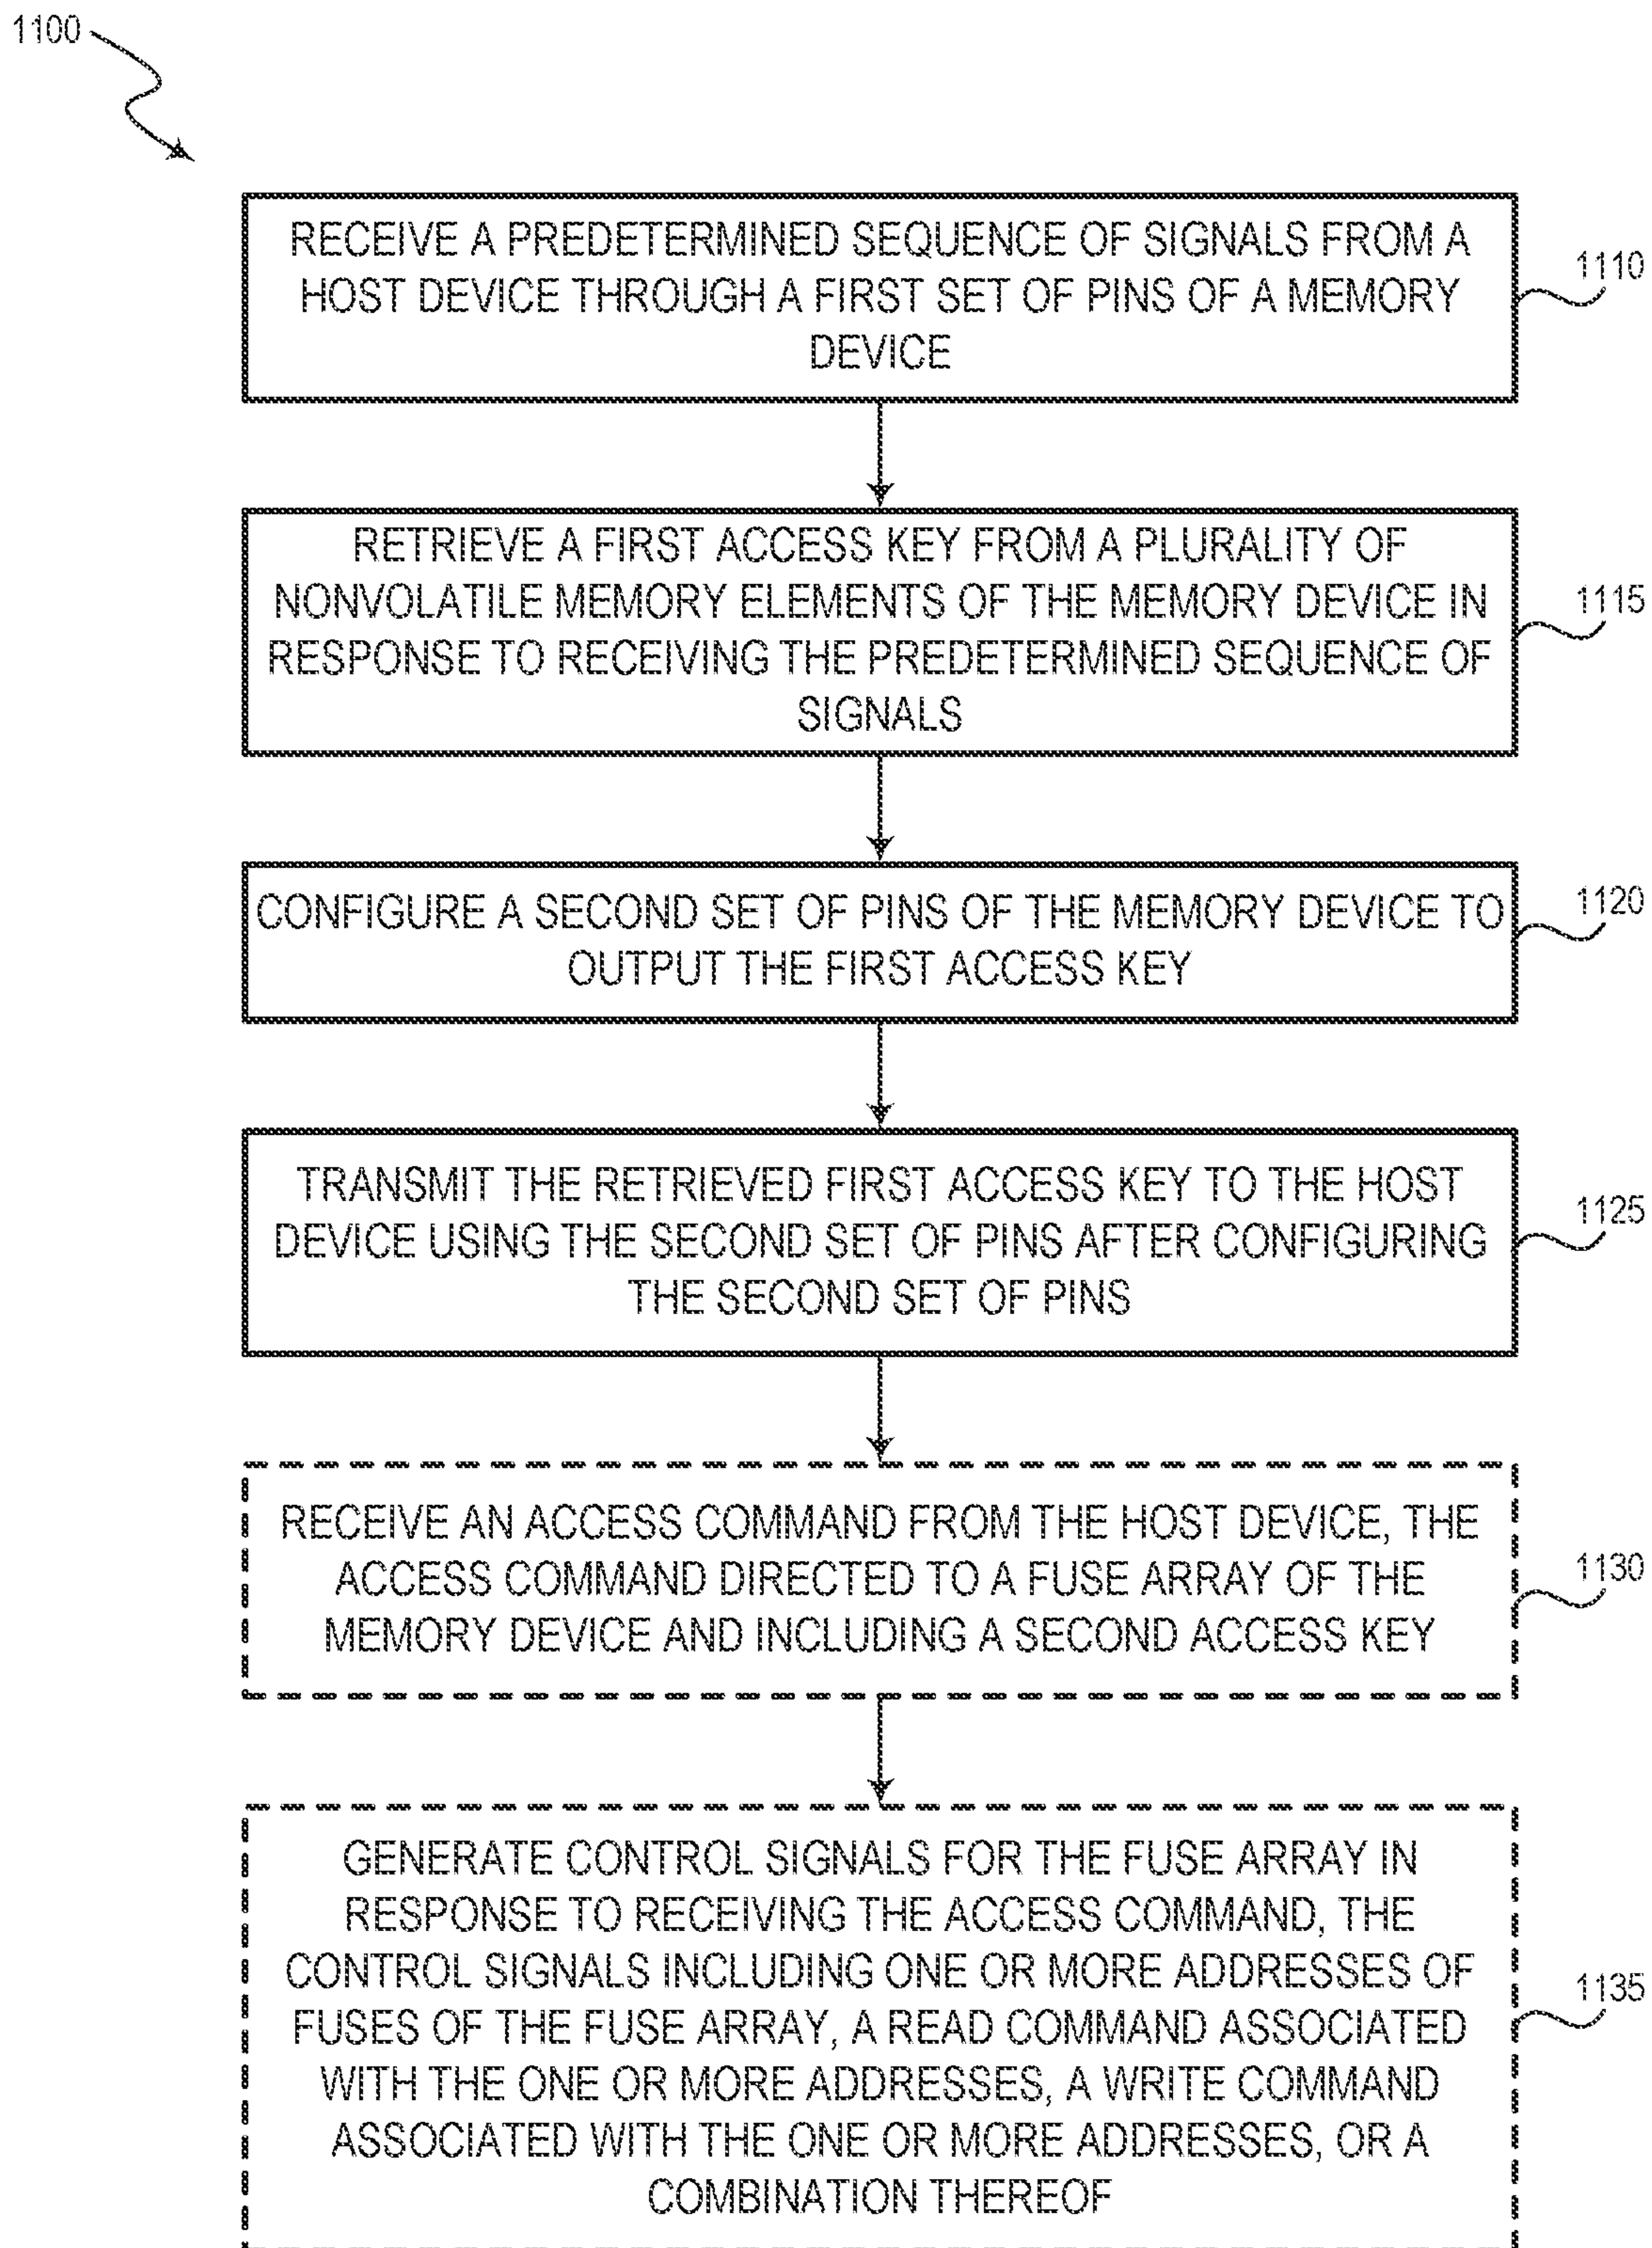 1100
RECEIVE A PREDETERMINED SEQUENCE OF SIGNALS FROM A
HOST DEVICE THROUGH A FIRST SET OF PINS OF A MEMORY
DEVICE
1110
RETRIEVE A FIRST ACCESS KEY FROM A PLURALITY OF
NONVOLATILE MEMORY ELEMENTS OF THE MEMORY DEVICE IN
RESPONSE TO RECEIVING THE PREDETERMINED SEQUENCE OF
SIGNALS
1115
CONFIGURE A SECOND SET OF PINS OF THE MEMORY DEVICE TO
OUTPUT THE FIRST ACCESS KEY
1120
TRANSMIT THE RETRIEVED FIRST ACCESS KEY TO THE HOST
DEVICE USING THE SECOND SET OF PINS AFTER CONFIGURING
THE SECOND SET OF PINS
1125
RECEIVE AN ACCESS COMMAND FROM THE HOST DEVICE, THE
ACCESS COMMAND DIRECTED TO A FUSE ARRAY OF THE
MEMORY DEVICE AND INCLUDING A SECOND ACCESS KEY
1130
GENERATE CONTROL SIGNALS FOR THE FUSE ARRAY IN
RESPONSE TO RECEIVING THE ACCESS COMMAND, THE
CONTROL SIGNALS INCLUDING ONE OR MORE ADDRESSES OF
FUSES OF THE FUSE ARRAY, A READ COMMAND ASSOCIATED
WITH THE ONE OR MORE ADDRESSES, A WRITE COMMAND
ASSOCIATED WITH THE ONE OR MORE ADDRESSES, OR A
COMBINATION THEREOF
1135